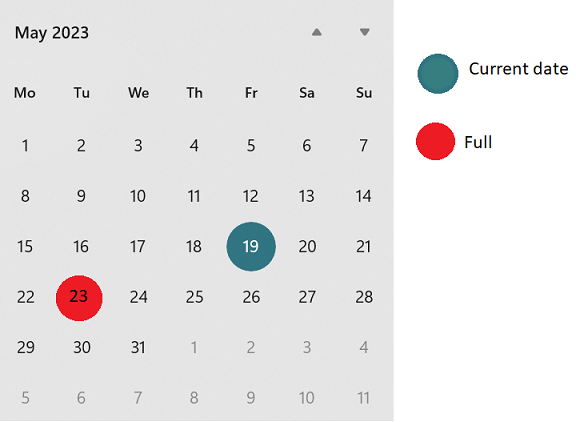 May 2023
Mo Tu We Th Fr Sa Su
1 2 3 4 5 6 7
8 9 10 11 12 13 14
15 16 17 18 19 20 21
22 23 24 25 26 27 28
29 30 31 1 2 3 4
5 6 7 8 9 10 11
Current date
Full